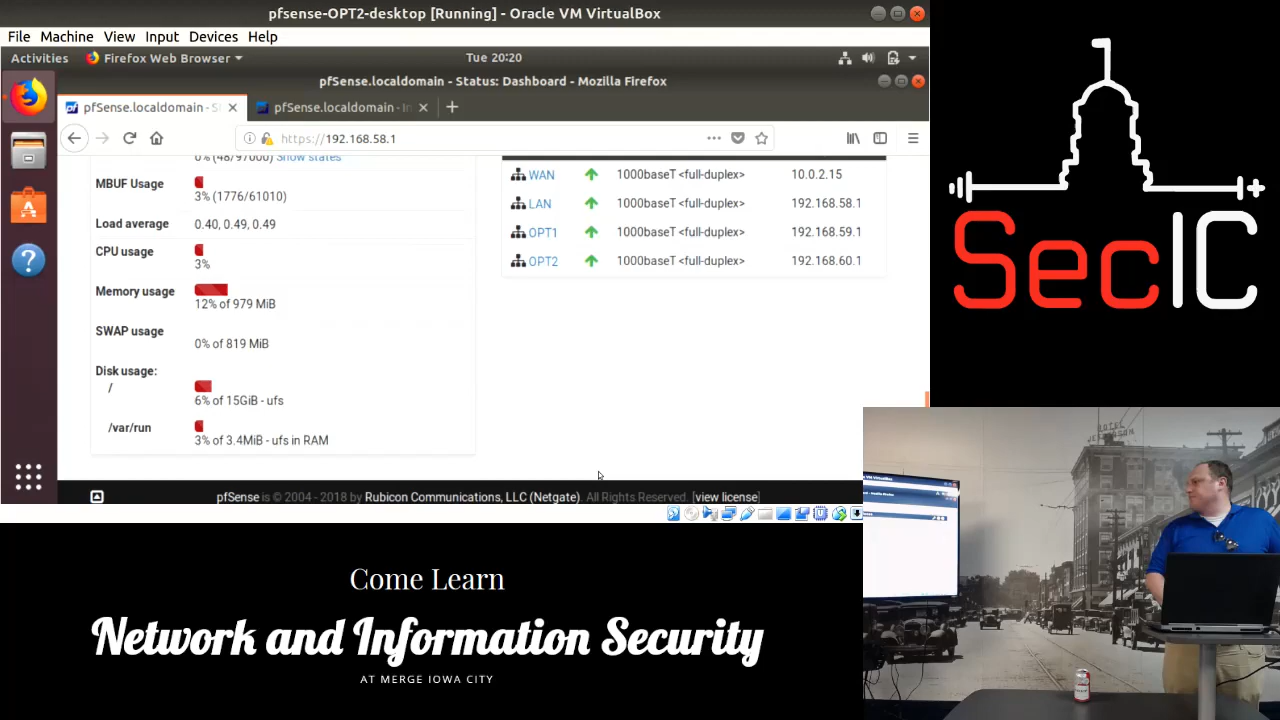 pfsense-OPT2-desktop [Running] - Oracle VM VirtualBox
File Machine View Input Devices Help
Activities Firefox Web Browser Tue 20:20
pfSense.localdomain - Status: Dashboard - Mozilla Firefox
pfSense.localdomain - S pfSense.localdomain - In
https://192.168.58.1
0% (48/97000) Show states
MBUF Usage
3% (1776/61010)
Load average 0.40, 0.49, 0.49
CPU usage
3%
Memory usage
12% of 979 MiB
SWAP usage
0% of 819 MiB
Disk usage:
/
6% of 15GiB - ufs
/var/run
3% of 3.4MiB - ufs in RAM
WAN 1000baseT <full-duplex> 10.0.2.15
LAN 1000baseT <full-duplex> 192.168.58.1
OPT1 1000baseT <full-duplex> 192.168.59.1
OPT2 1000baseT <full-duplex> 192.168.60.1
pfSense is © 2004 - 2018 by Rubicon Communications, LLC (Netgate). All Rights Reserved. [view license]
SecIC
HOTEL
JEFFERSON
Come Learn
Network and Information Security
AT MERGE IOWA CITY